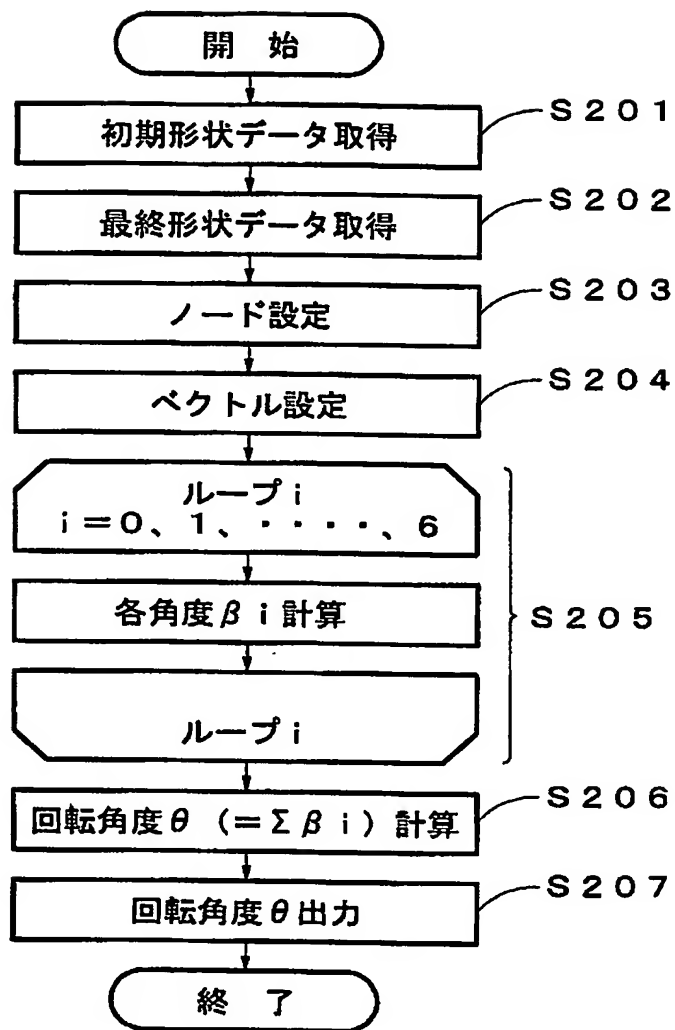 開 始
初期形状データ取得
S201
最終形状データ取得
S202
ノード設定
S203
ベクトル設定
S204
ループi
i=0、1、・・・・、6
各角度βi計算
S205
ループi
回転角度θ (=Σβi)計算
S206
回転角度θ出力
S207
終 了